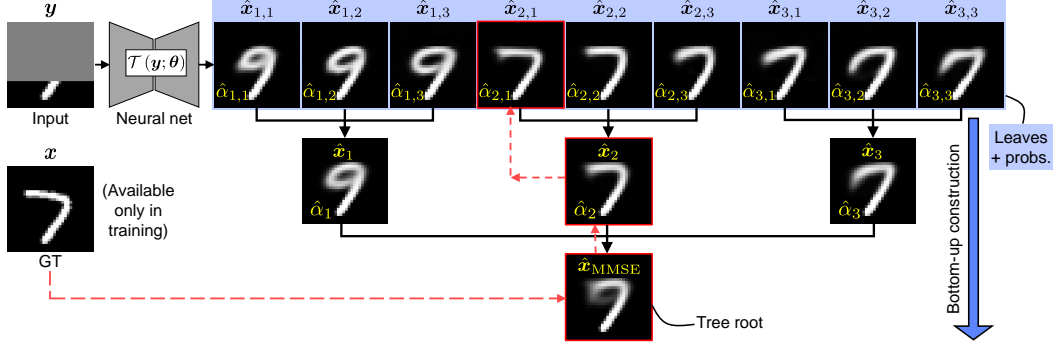 y
𝒯(y; θ)
Input
Neural net
x̂₁,₁ x̂₁,₂ x̂₁,₃ x̂₂,₁ x̂₂,₂ x̂₂,₃ x̂₃,₁ x̂₃,₂ x̂₃,₃
α̂₁,₁ α̂₁,₂ α̂₁,₃ α̂₂,₁ α̂₂,₂ α̂₂,₃ α̂₃,₁ α̂₃,₂ α̂₃,₃
Leaves
+ probs.
x
(Available
only in
training)
GT
x̂₁ x̂₂ x̂₃
α̂₁ α̂₂ α̂₃
x̂MMSE
Tree root
Bottom-up construction